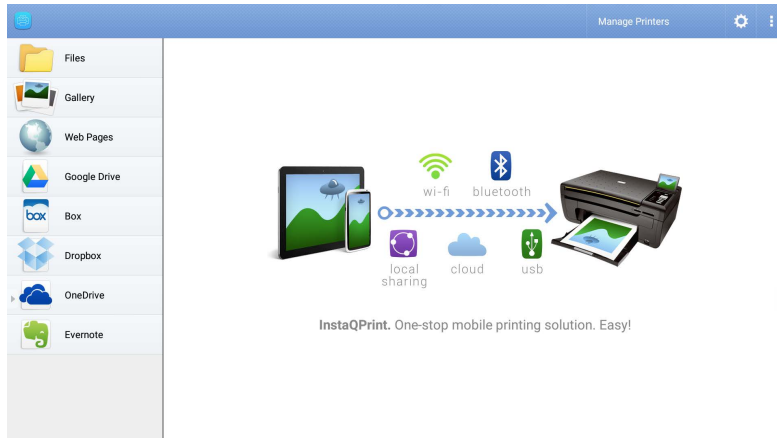 Manage Printers
Files
Gallery
Web Pages
Google Drive
box
Box
Dropbox
OneDrive
Evernote
wi-fi
bluetooth
local
sharing
cloud
usb
InstaQPrint. One-stop mobile printing solution. Easy!